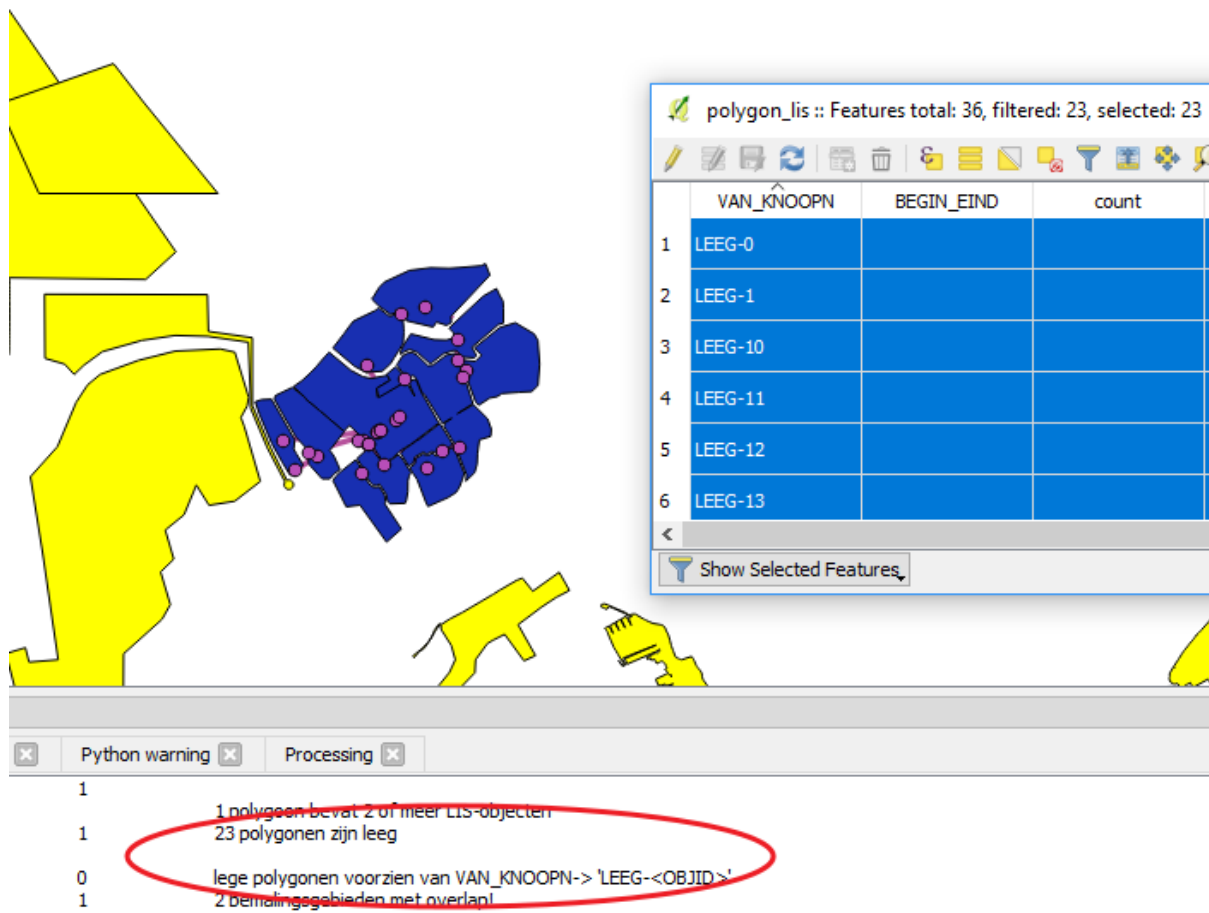 polygon_lis :: Features total: 36, filtered: 23, selected: 23
VAN_KNOOPN BEGIN_EIND count
1 LEEG-0
2 LEEG-1
3 LEEG-10
4 LEEG-11
5 LEEG-12
6 LEEG-13
Show Selected Features
Python warning Processing
1
1 polygoon bevat 2 of meer LIS-objecten
1 23 polygonen zijn leeg
0 lege polygonen voorzien van VAN_KNOOPN-> 'LEEG-<OBJID>'
1 2 bemalingsgebieden met overlap!